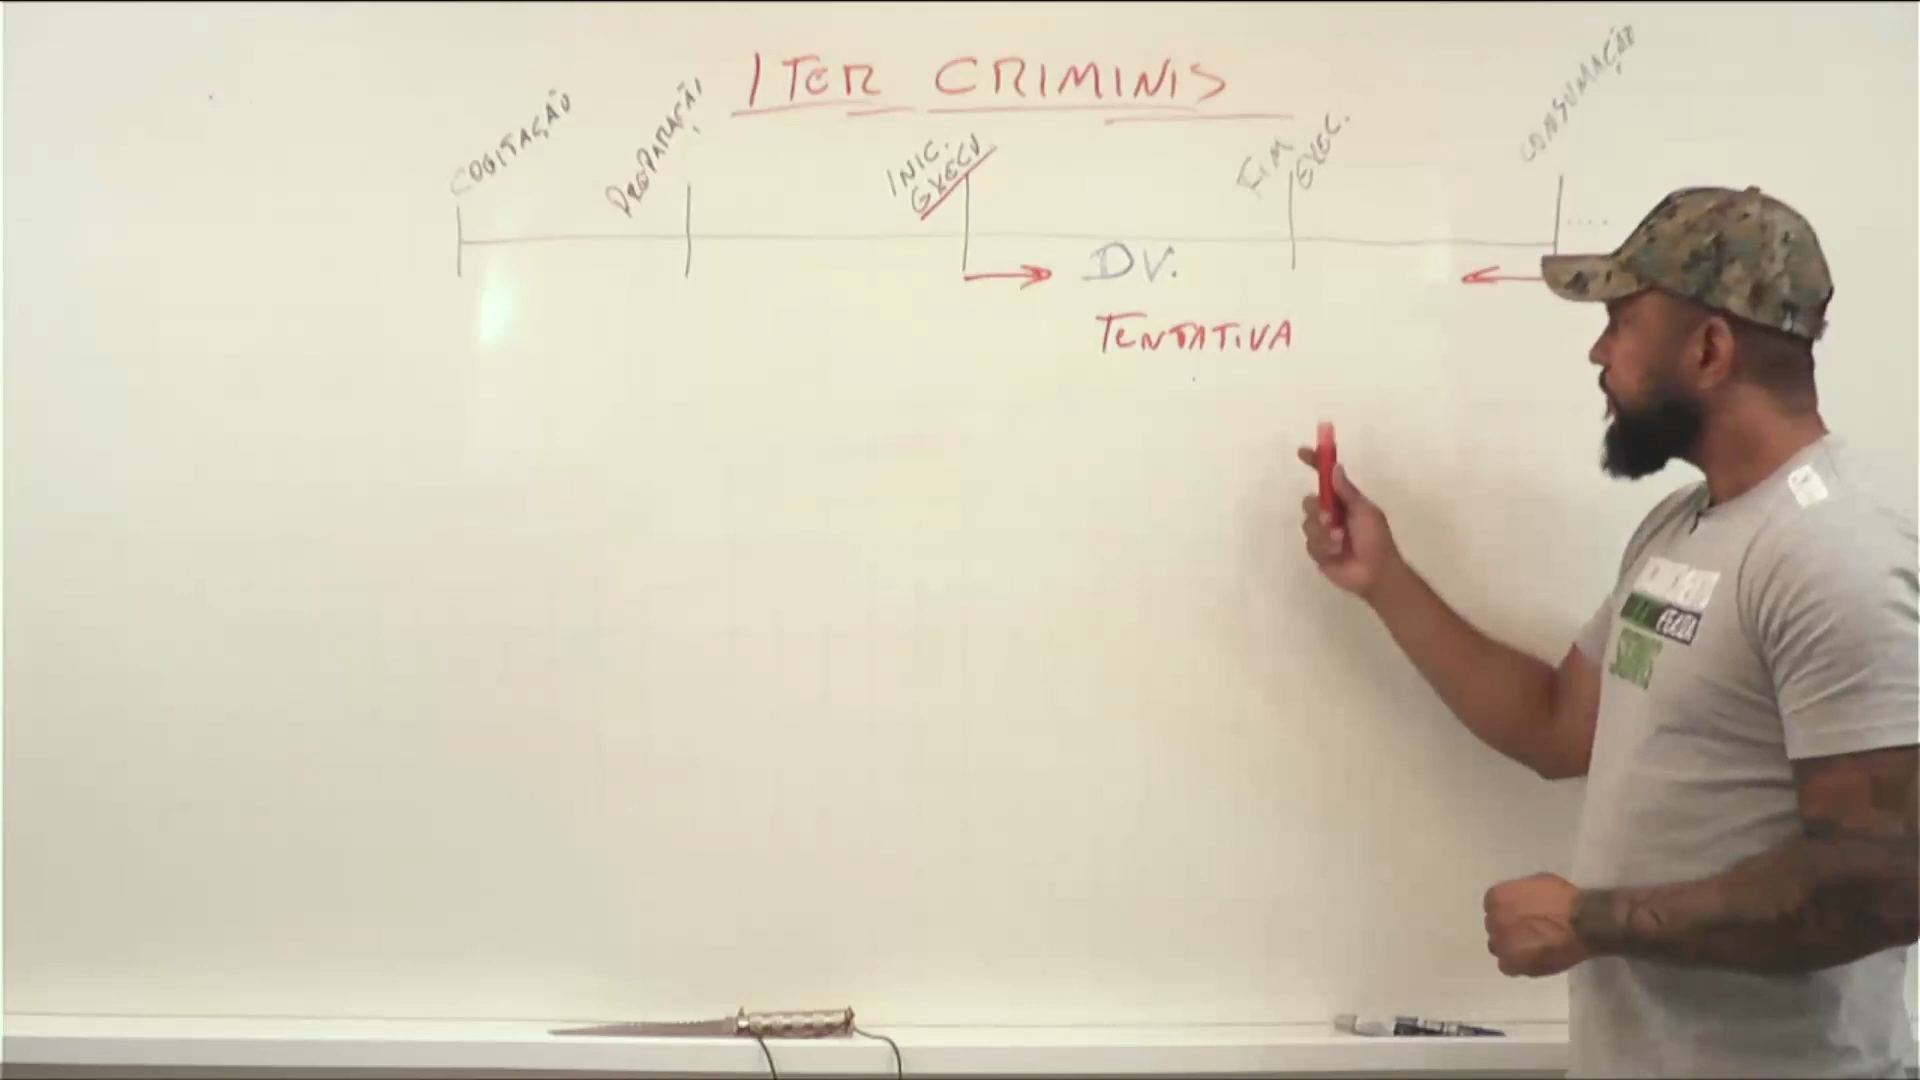 ITER CRIMINIS
COGITAÇÃO
PREPARAÇÃO
INIC.
EXECU
FIM
EXEC.
CONSUMAÇÃO
....
DV.
TENTATIVA